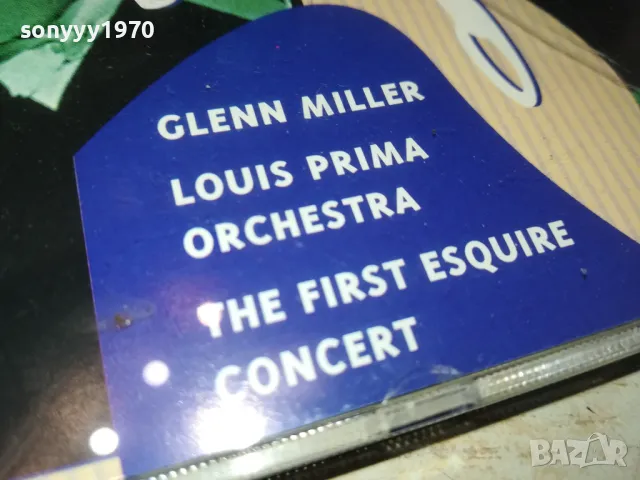 sonyyy1970
GLENN MILLER
LOUIS PRIMA
ORCHESTRA
THE FIRST ESQUIRE
CONCERT
BAZAR